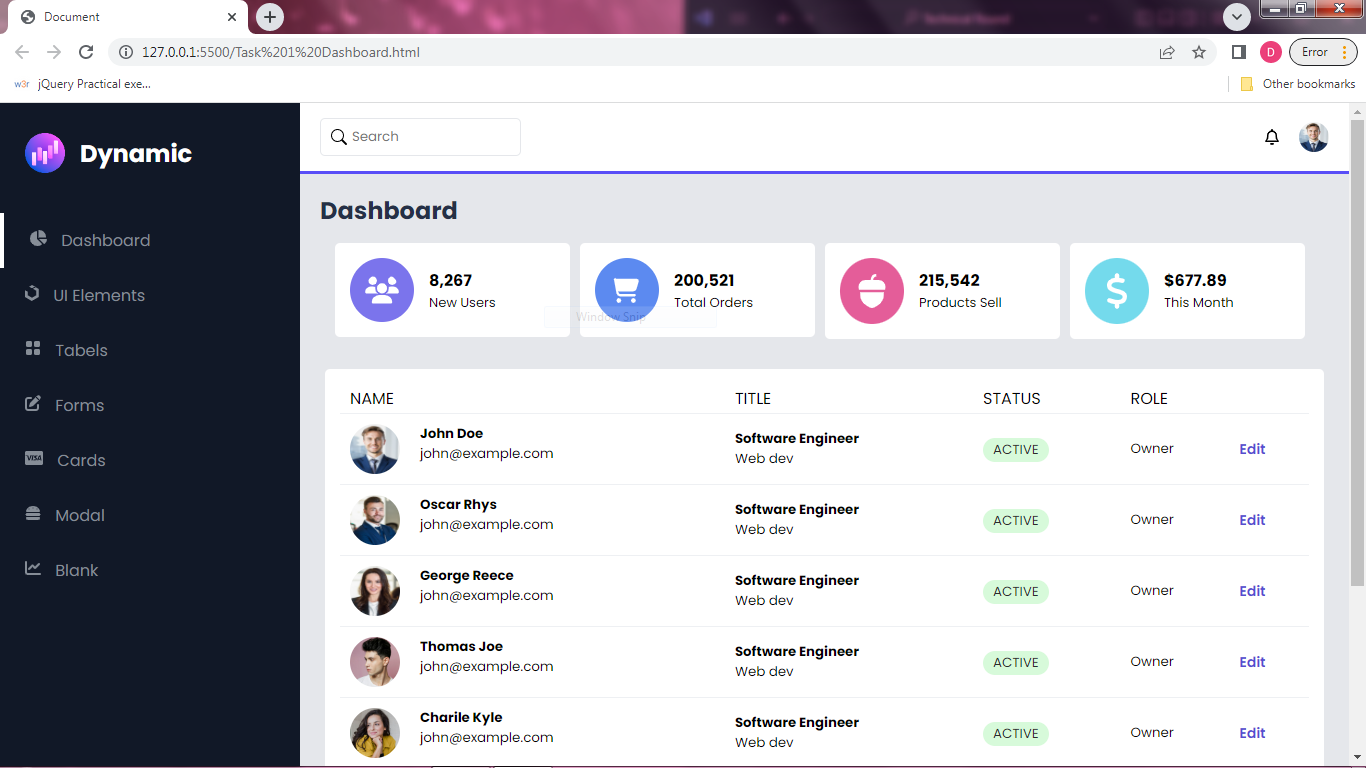 Document
127.0.0.1:5500/Task%201%20Dashboard.html
D
Error
w3r jQuery Practical exe...
Other bookmarks
Dynamic
Search
Dashboard
UI Elements
Tabels
Forms
VISA
Cards
Modal
Blank
Dashboard
8,267
New Users
200,521
Total Orders
215,542
Products Sell
$677.89
This Month
Window Snip
NAME TITLE STATUS ROLE
John Doe
john@example.com
Software Engineer
Web dev
ACTIVE
Owner
Edit
Oscar Rhys
john@example.com
Software Engineer
Web dev
ACTIVE
Owner
Edit
George Reece
john@example.com
Software Engineer
Web dev
ACTIVE
Owner
Edit
Thomas Joe
john@example.com
Software Engineer
Web dev
ACTIVE
Owner
Edit
Charile Kyle
john@example.com
Software Engineer
Web dev
ACTIVE
Owner
Edit